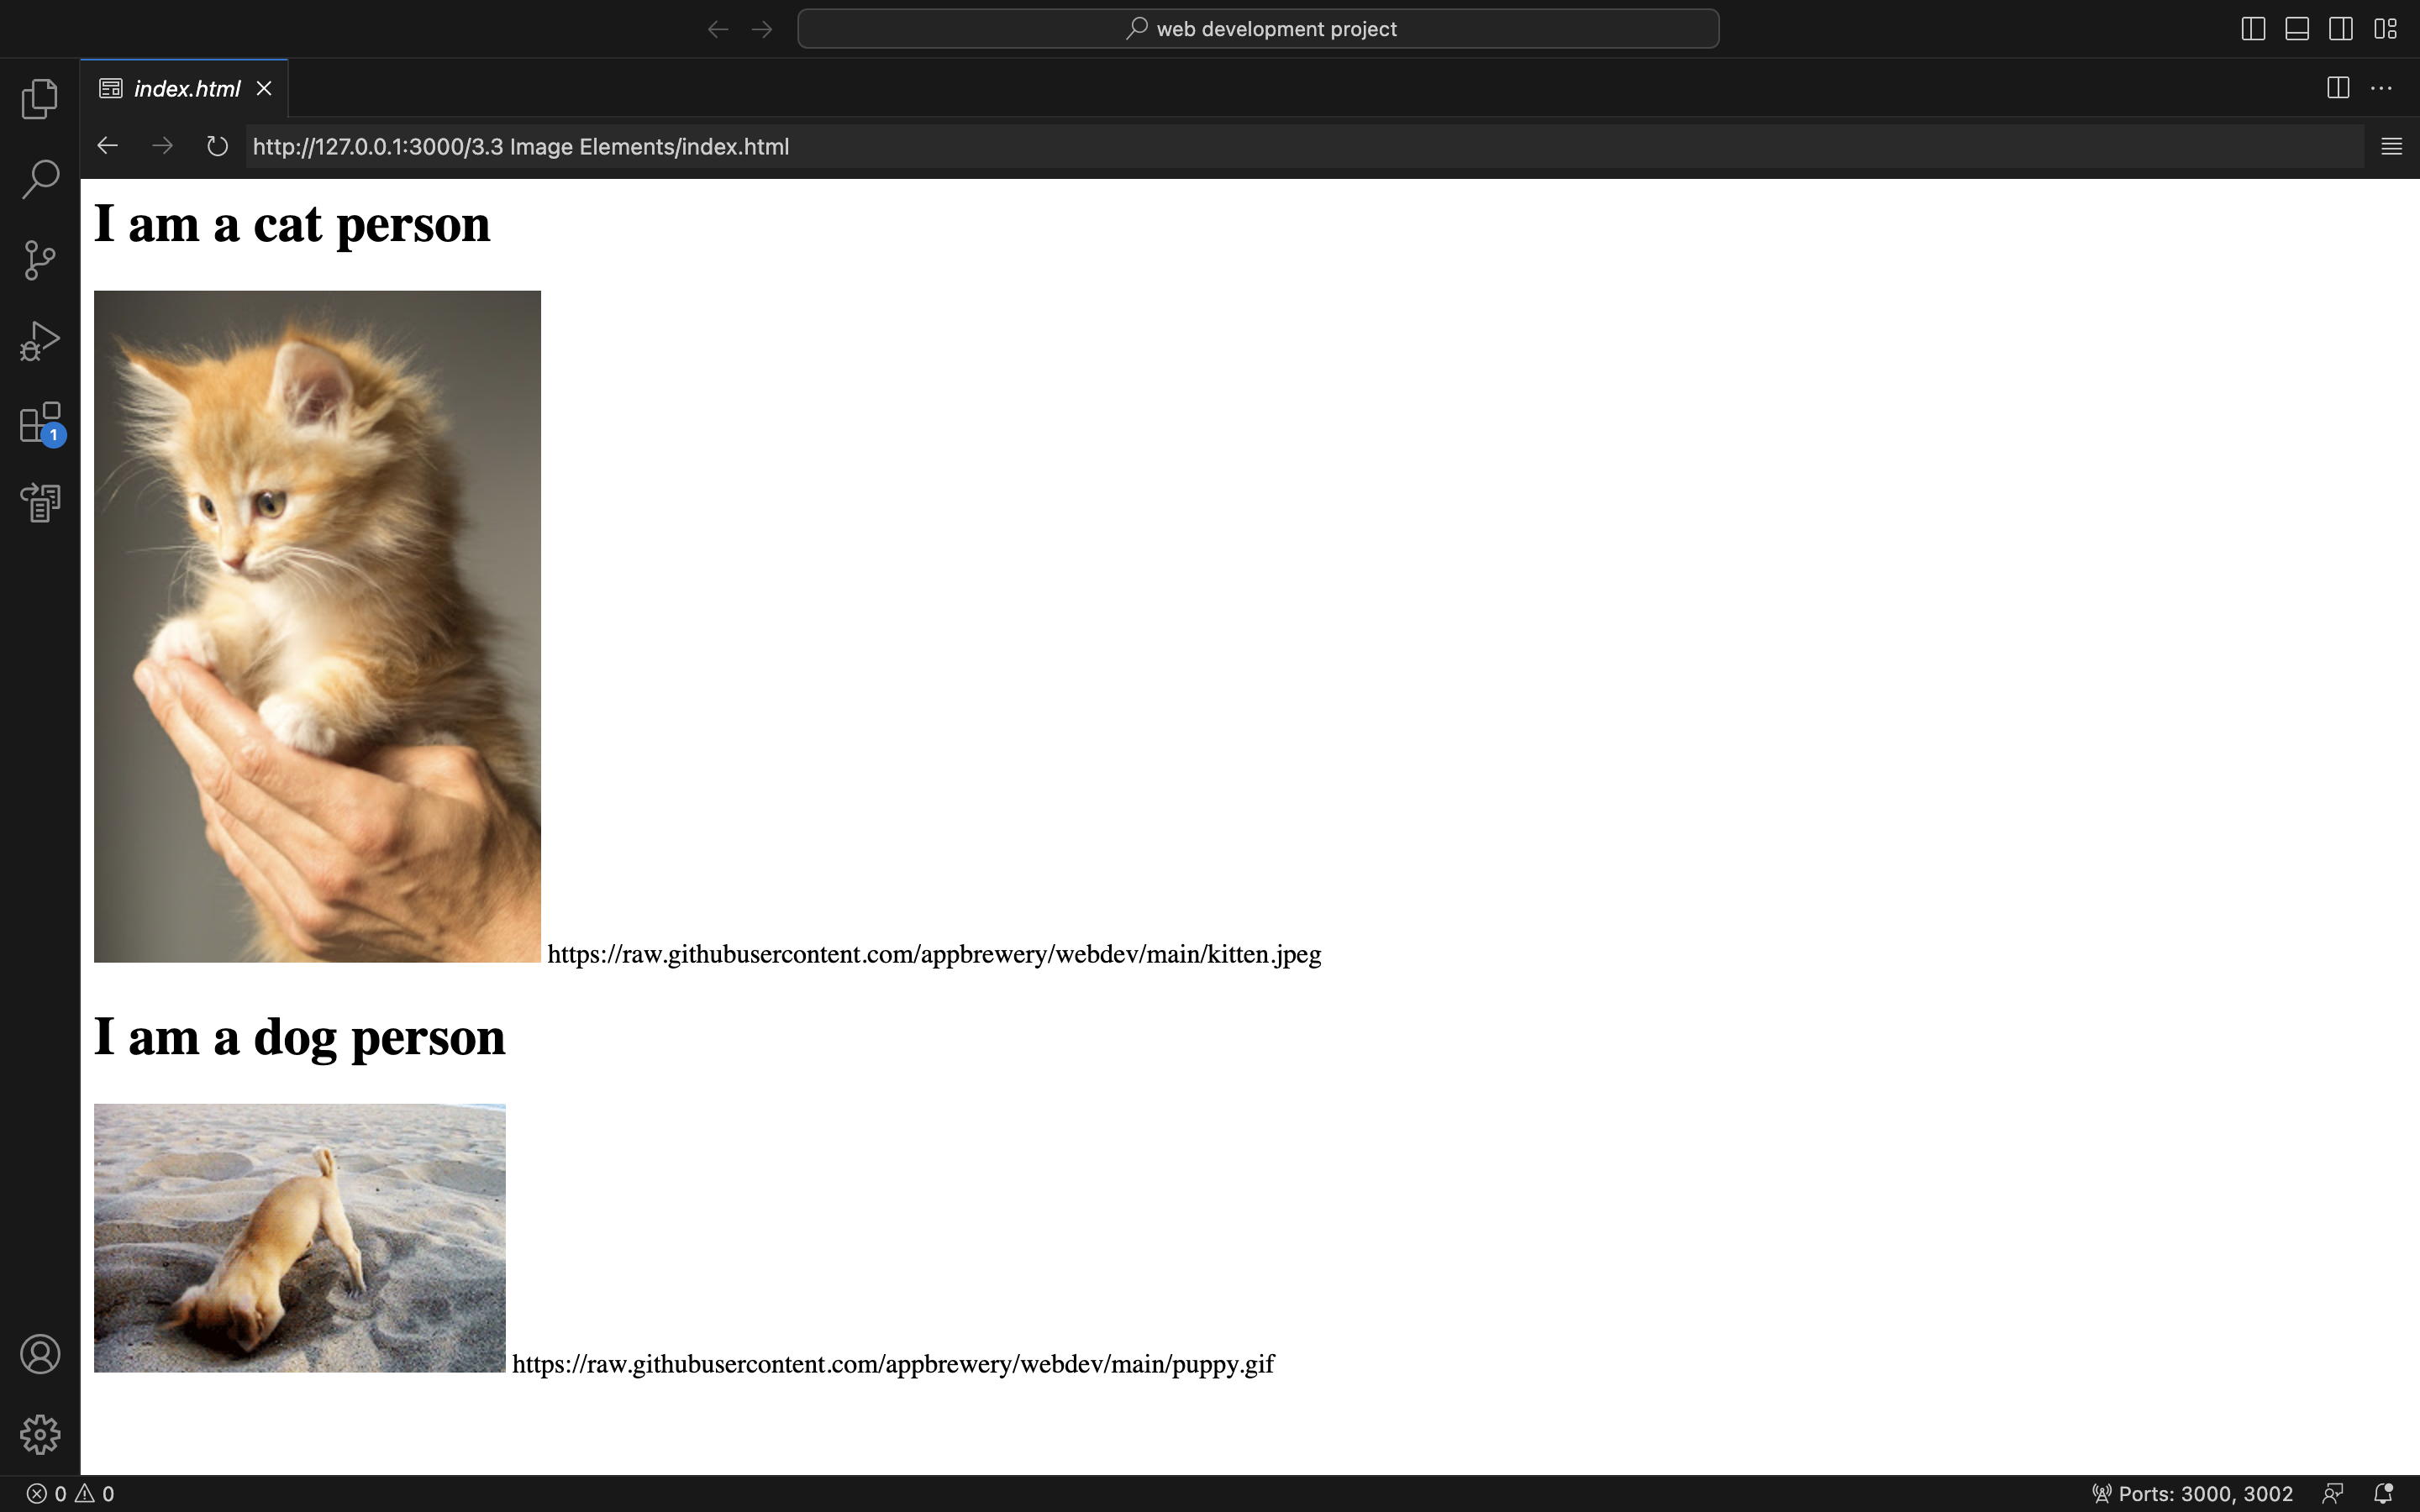 web development project
index.html
http://127.0.0.1:3000/3.3 Image Elements/index.html
I am a cat person
1
https://raw.githubusercontent.com/appbrewery/webdev/main/kitten.jpeg
I am a dog person
https://raw.githubusercontent.com/appbrewery/webdev/main/puppy.gif
0 0
Ports: 3000, 3002